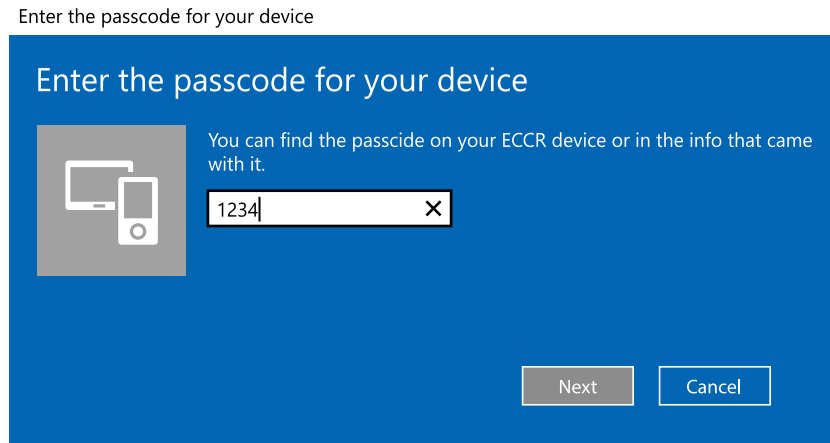 Enter the passcode for your device
Enter the passcode for your device
You can find the passcide on your ECCR device or in the info that came
with it.
1234
Next
Cancel